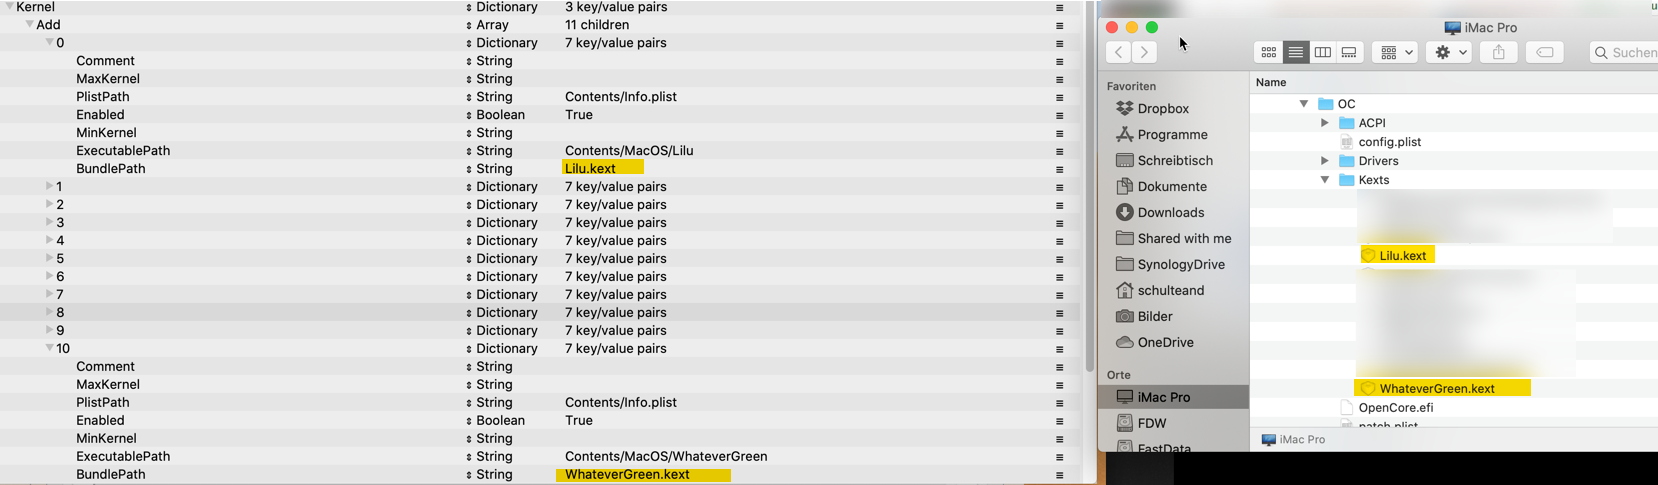 Kernel Dictionary 3 key/value pairs
Add Array 11 children
0 Dictionary 7 key/value pairs
Comment String
MaxKernel String
PlistPath String Contents/Info.plist
Enabled Boolean True
MinKernel String
ExecutablePath String Contents/MacOS/Lilu
BundlePath String Lilu.kext
1 Dictionary 7 key/value pairs
2 Dictionary 7 key/value pairs
3 Dictionary 7 key/value pairs
4 Dictionary 7 key/value pairs
5 Dictionary 7 key/value pairs
6 Dictionary 7 key/value pairs
7 Dictionary 7 key/value pairs
8 Dictionary 7 key/value pairs
9 Dictionary 7 key/value pairs
10 Dictionary 7 key/value pairs
Comment String
MaxKernel String
PlistPath String Contents/Info.plist
Enabled Boolean True
MinKernel String
ExecutablePath String Contents/MacOS/WhateverGreen
BundlePath String WhateverGreen.kext
iMac Pro
Suchen
Favoriten
Dropbox
Programme
Schreibtisch
Dokumente
Downloads
Shared with me
SynologyDrive
schulteand
Bilder
OneDrive
Orte
iMac Pro
FDW
FastData
Name
OC
ACPI
config.plist
Drivers
Kexts
Lilu.kext
WhateverGreen.kext
OpenCore.efi
patch.plist
iMac Pro